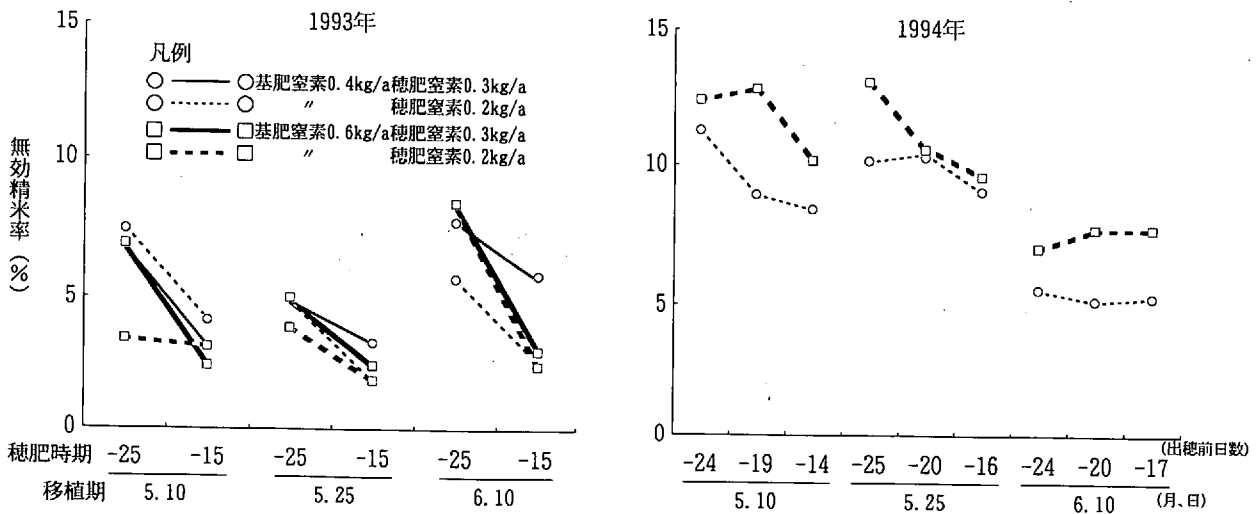 1993年
15
10
5
0
無効精米率(%)
凡例
基肥窒素0.4kg/a穂肥窒素0.3kg/a
〃 穂肥窒素0.2kg/a
基肥窒素0.6kg/a穂肥窒素0.3kg/a
〃 穂肥窒素0.2kg/a
穂肥時期 -25 -15 -25 -15 -25 -15
移植期 5.10 5.25 6.10
1994年
15
10
5
0
-24 -19 -14 -25 -20 -16 -24 -20 -17 (出穂前日数)
5.10 5.25 6.10 (月、日)